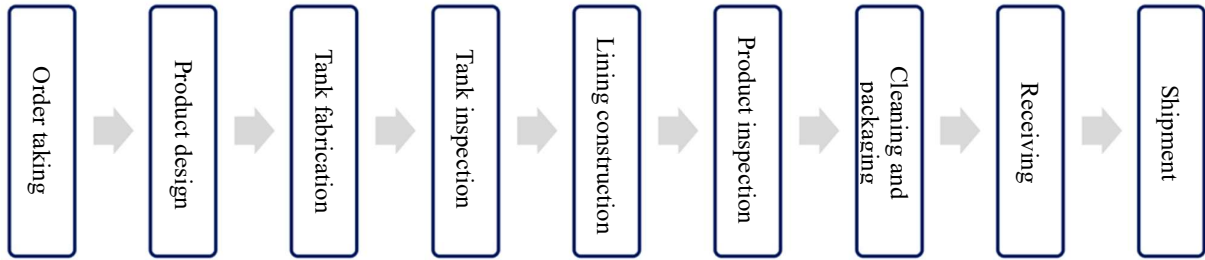 Order taking
Product design
Tank fabrication
Tank inspection
Lining construction
Product inspection
Cleaning and
packaging
Receiving
Shipment